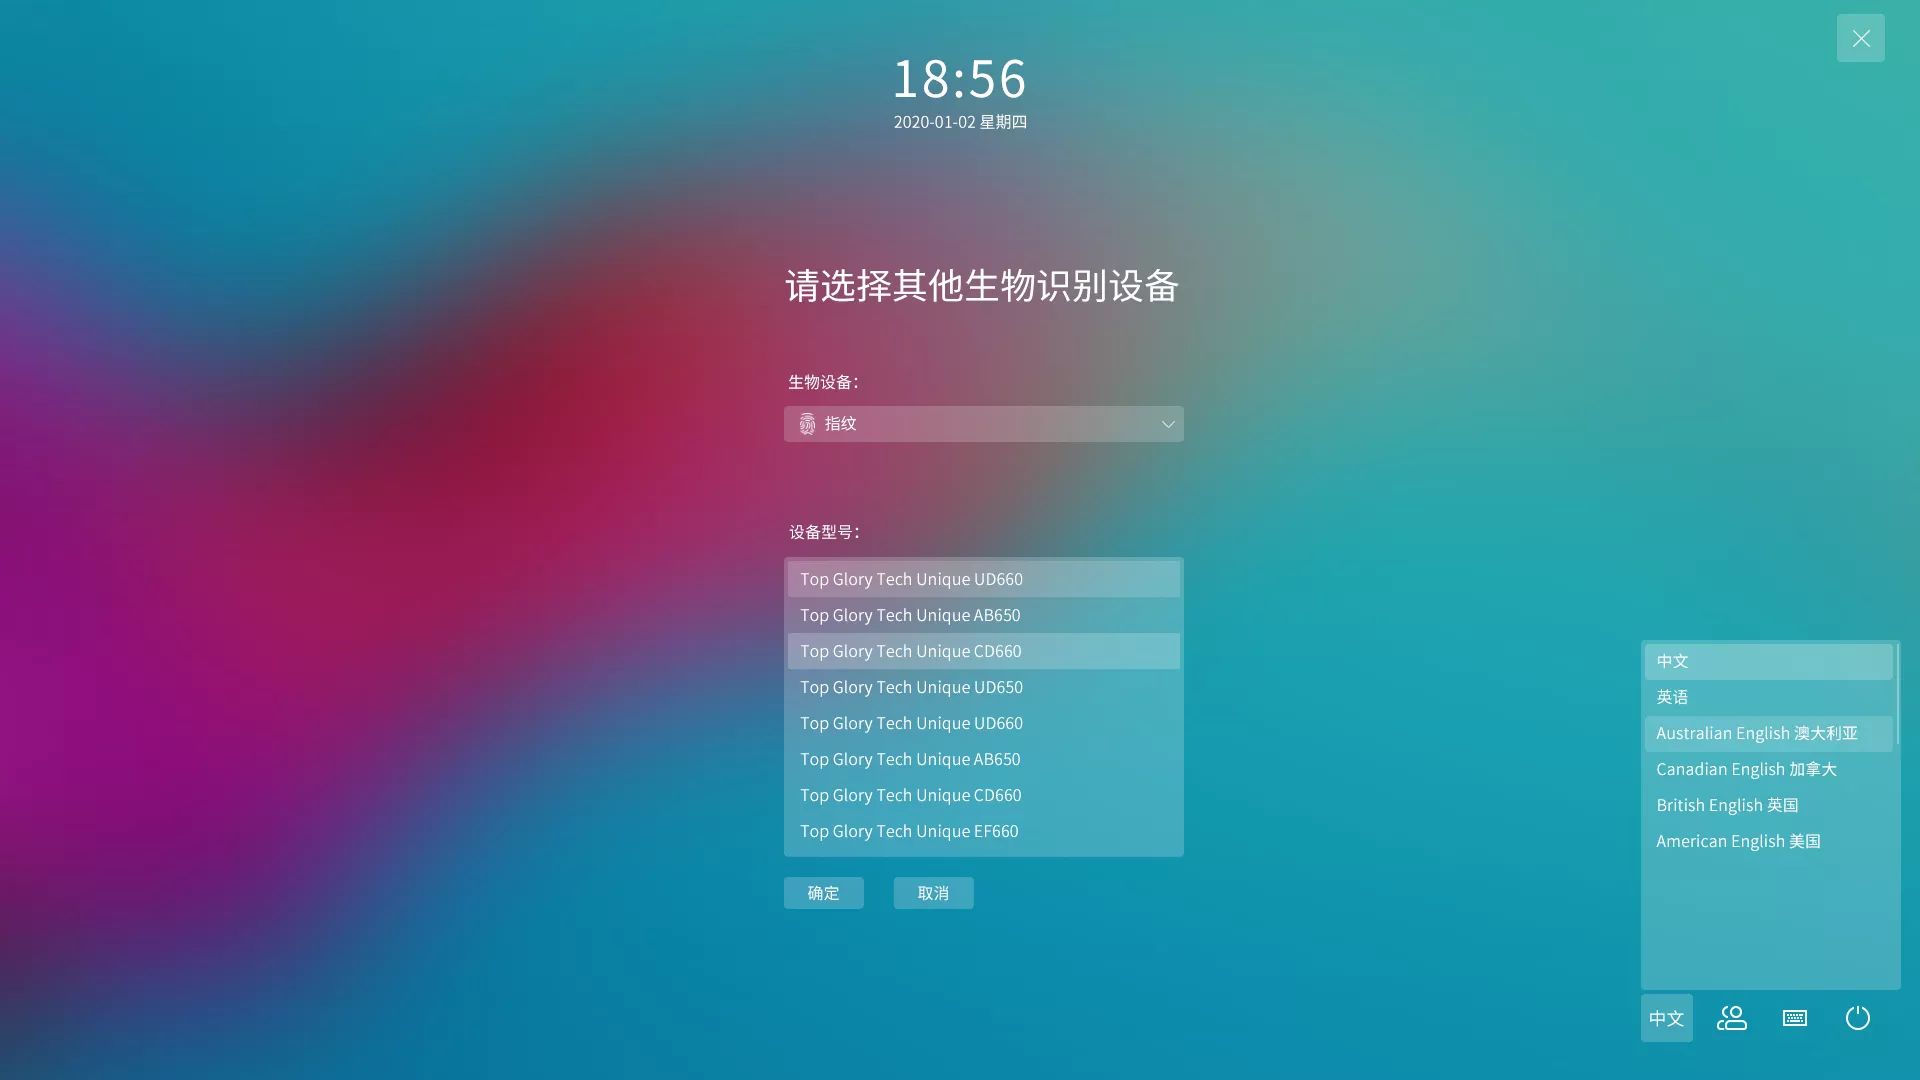 18:56
2020-01-02 星期四
请选择其他生物识别设备
生物设备：
指纹
设备型号：
Top Glory Tech Unique UD660
Top Glory Tech Unique AB650
Top Glory Tech Unique CD660
Top Glory Tech Unique UD650
Top Glory Tech Unique UD660
Top Glory Tech Unique AB650
Top Glory Tech Unique CD660
Top Glory Tech Unique EF660
确定
取消
中文
英语
Australian English 澳大利亚
Canadian English 加拿大
British English 英国
American English 美国
中文